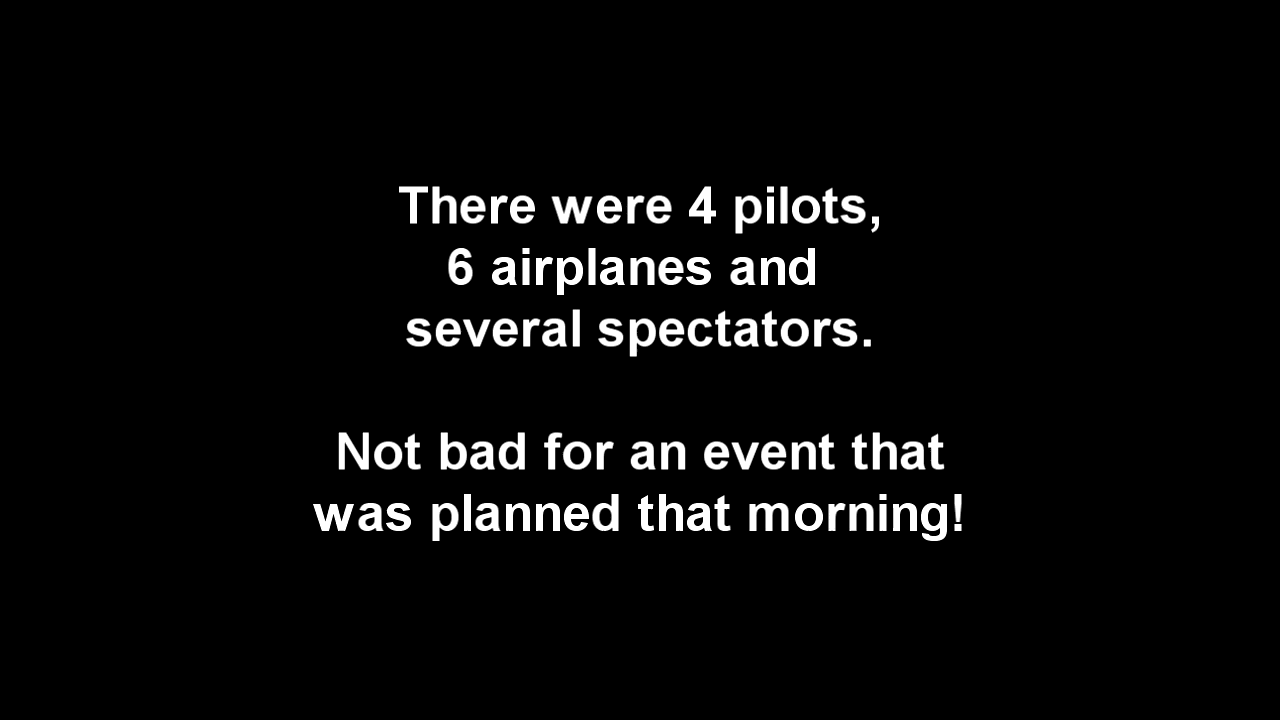 There were 4 pilots,
6 airplanes and
several spectators.
Not bad for an event that
was planned that morning!